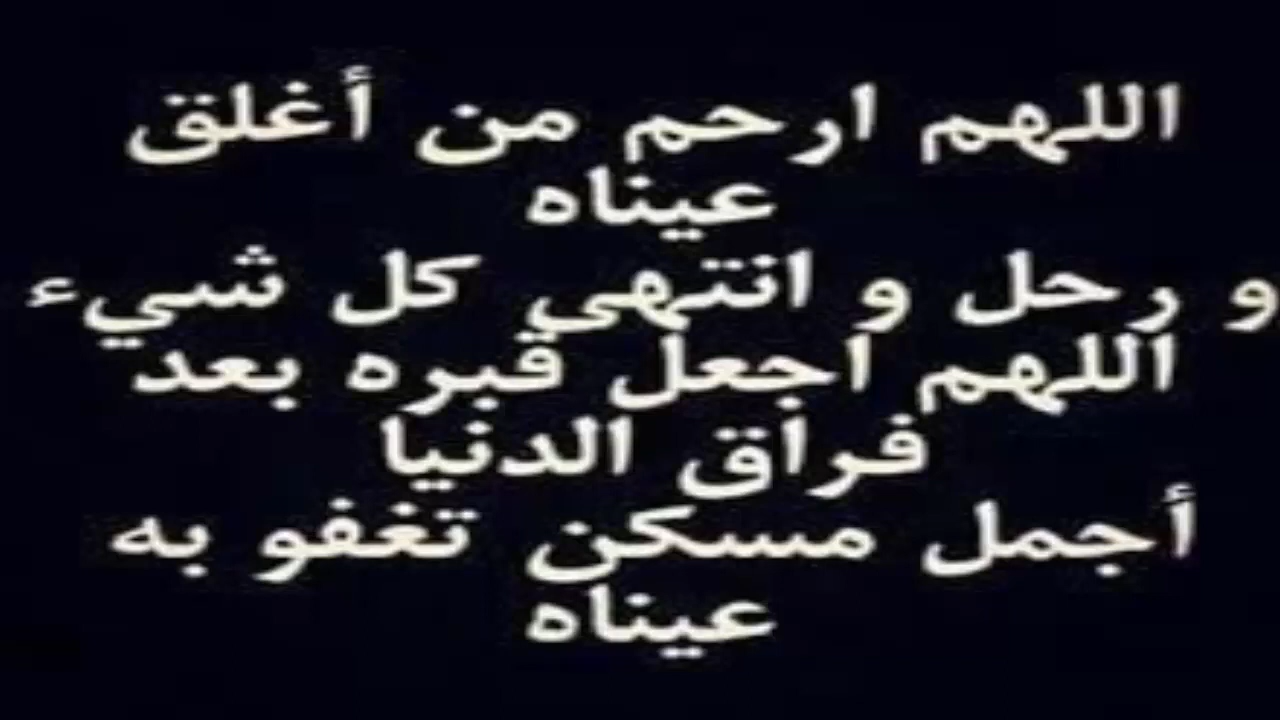 اللهم ارحم من أغلق
عيناه
و رحل و انتهى كل شيء
اللهم اجعل قبره بعد
فراق الدنيا
أجمل مسكن تغفو به
عيناه